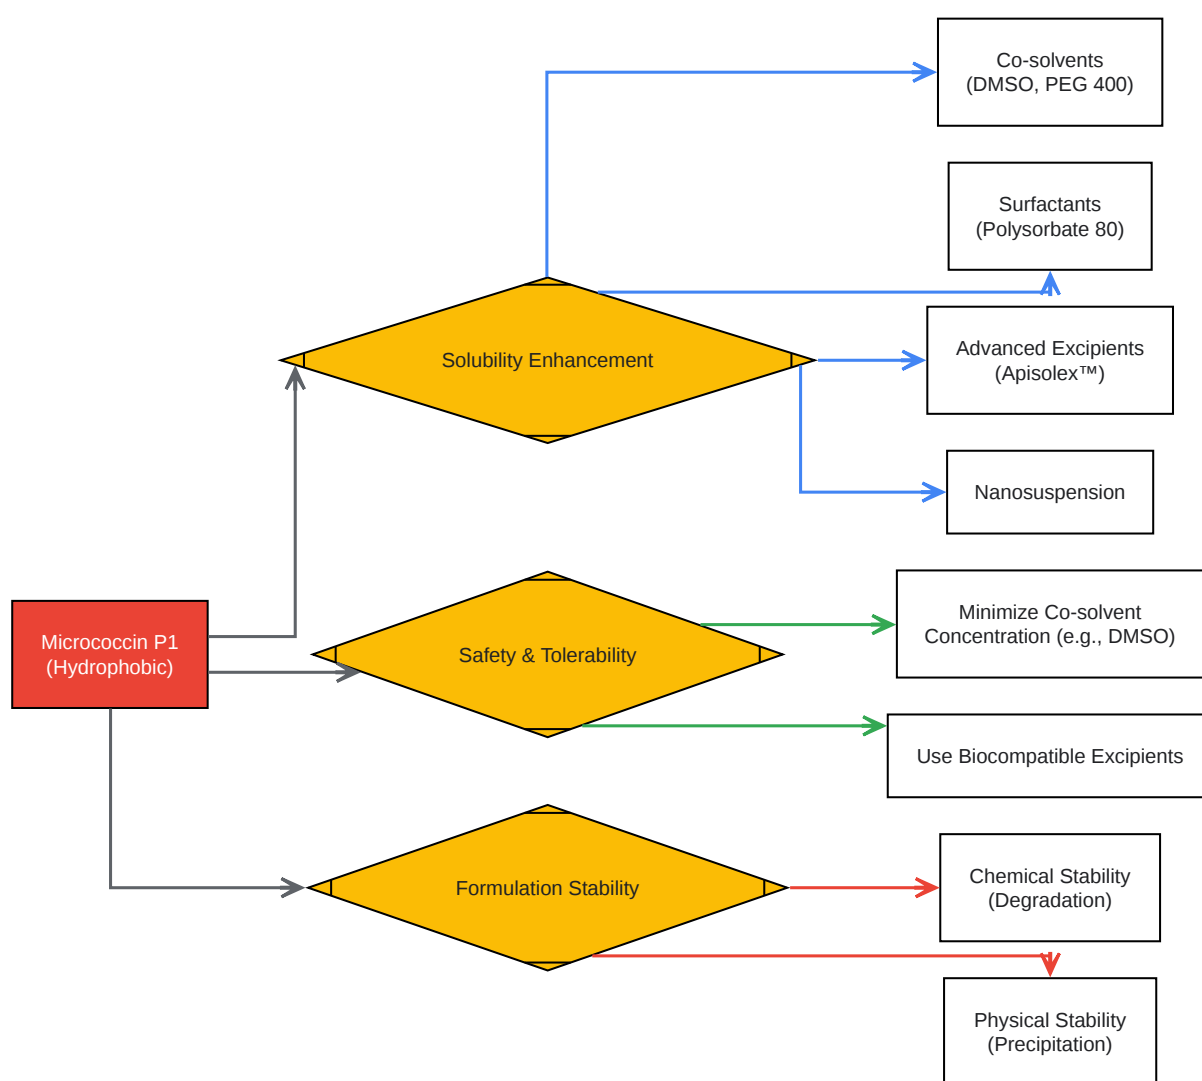 Co-solvents
(DMSO, PEG 400)
Surfactants
(Polysorbate 80)
Solubility Enhancement
Advanced Excipients
(Apisolex™)
Nanosuspension
Micrococcin P1
(Hydrophobic)
Safety & Tolerability
Minimize Co-solvent
Concentration (e.g., DMSO)
Use Biocompatible Excipients
Formulation Stability
Chemical Stability
(Degradation)
Physical Stability
(Precipitation)